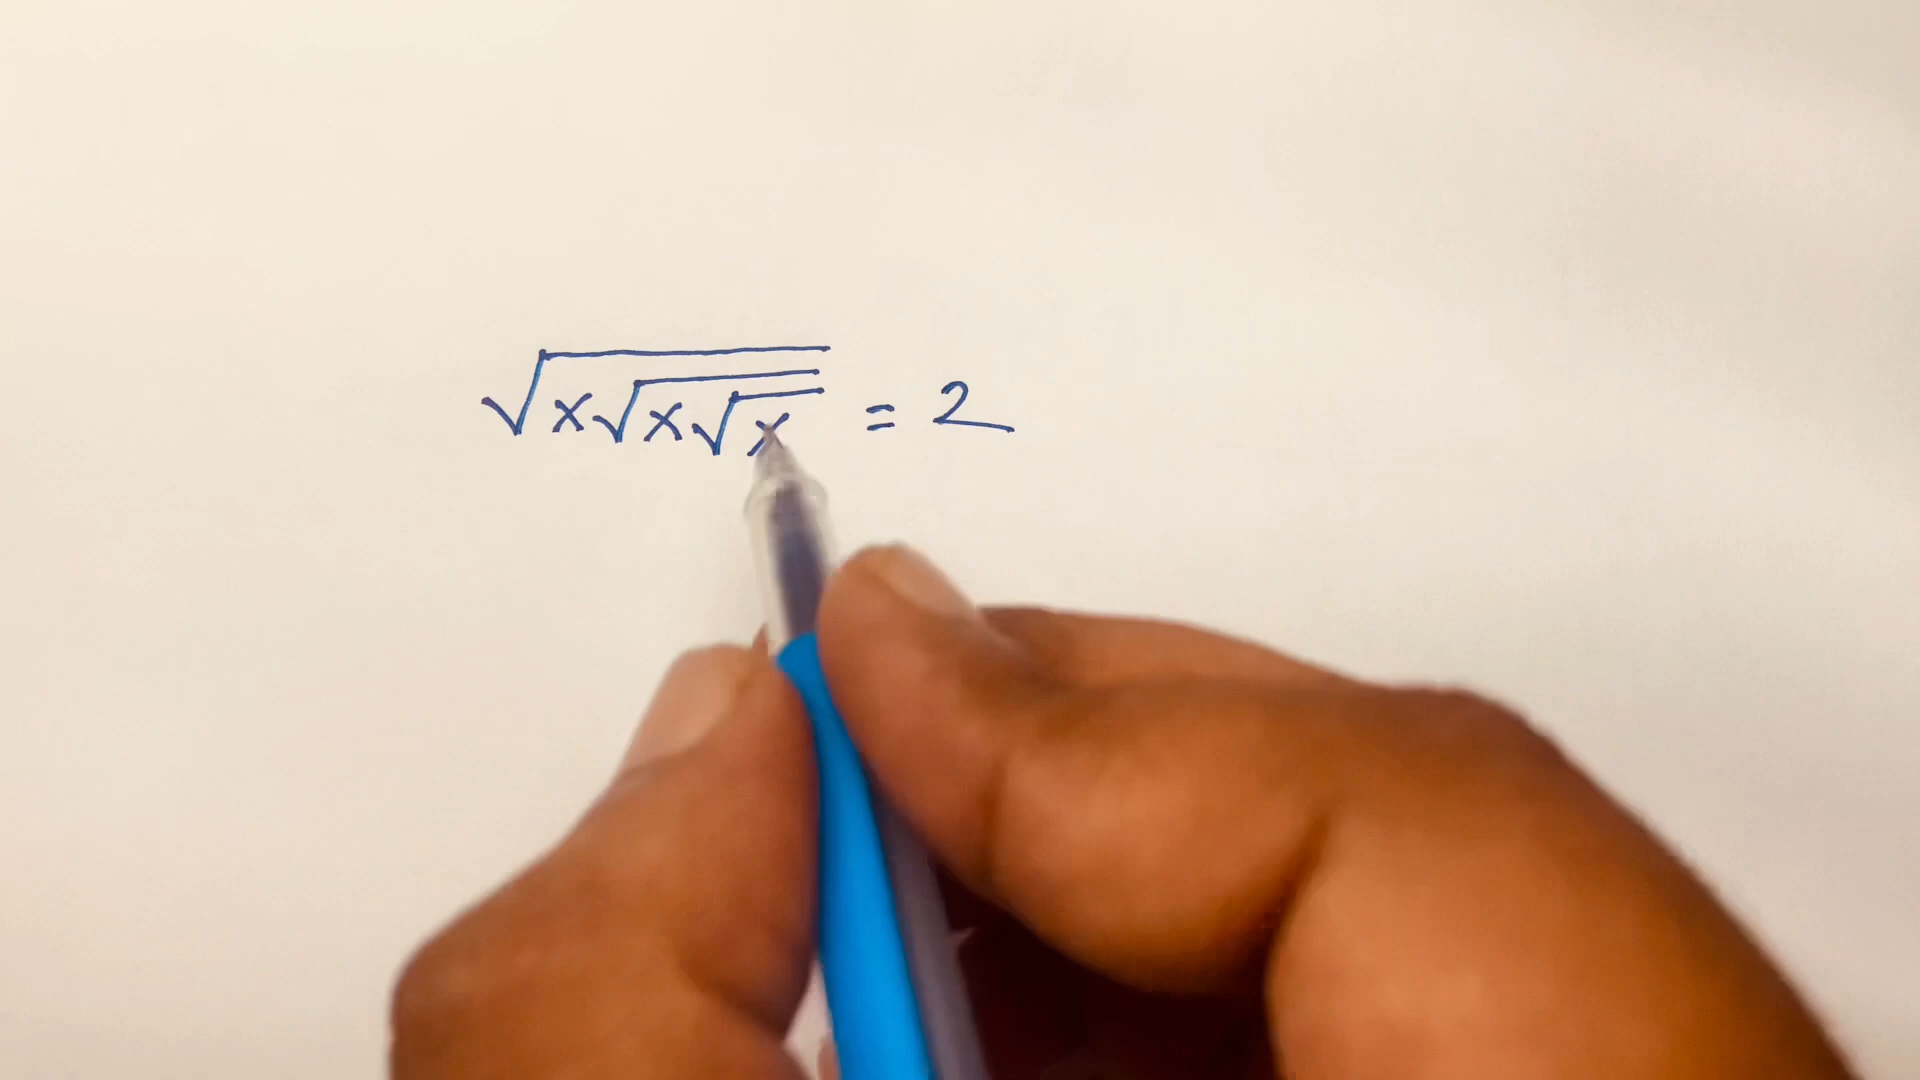 √(x√(x√x)) = 2